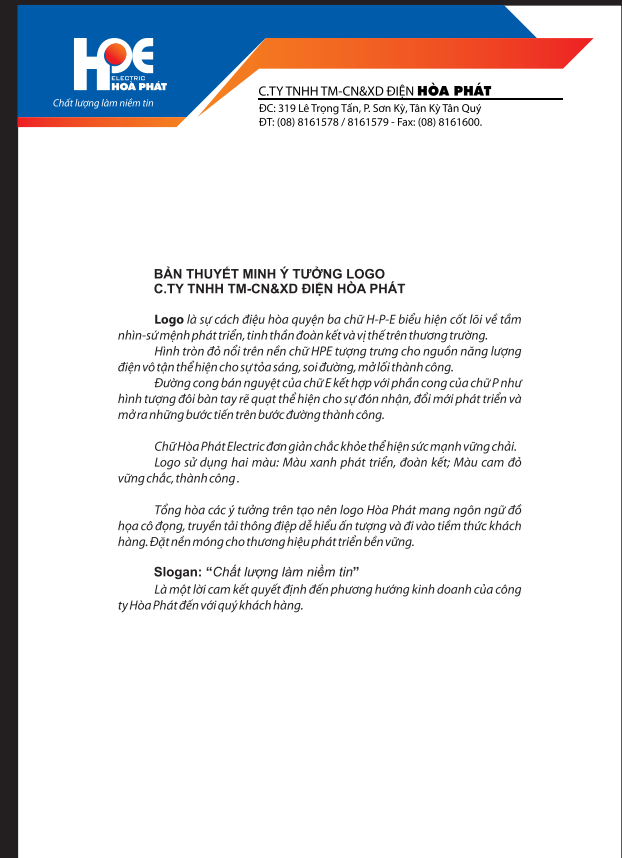 HPE
ELECTRIC
HOA PHÁT
Chất lượng làm niềm tin
C.TY TNHH TM-CN&XD ĐIỆN HÒA PHÁT
ĐC: 319 Lê Trọng Tấn, P. Sơn Kỳ, Tân Kỳ Tân Quý
ĐT: (08) 8161578 / 8161579 - Fax: (08) 8161600.
BẢN THUYẾT MINH Ý TƯỞNG LOGO
C.TY TNHH TM-CN&XD ĐIỆN HÒA PHÁT
Logo là sự cách điệu hòa quyện ba chữ H-P-E biểu hiện cốt lõi về tầm
nhìn-sứ mệnh phát triển, tinh thần đoàn kết và vị thế trên thương trường.
Hình tròn đỏ nổi trên nền chữ HPE tượng trưng cho nguồn năng lượng
điện vô tận thể hiện cho sự tỏa sáng, soi đường, mở lối thành công.
Đường cong bán nguyệt của chữ E kết hợp với phần cong của chữ P như
hình tượng đôi bàn tay rẽ quạt thể hiện cho sự đón nhận, đổi mới phát triển và
mở ra những bước tiến trên bước đường thành công.
Chữ Hòa Phát Electric đơn giản chắc khỏe thể hiện sức mạnh vững chải.
Logo sử dụng hai màu: Màu xanh phát triển, đoàn kết; Màu cam đỏ
vững chắc, thành công .
Tổng hòa các ý tưởng trên tạo nên logo Hòa Phát mang ngôn ngữ đồ
họa cô đọng, truyền tải thông điệp dễ hiểu ấn tượng và đi vào tiềm thức khách
hàng. Đặt nền móng cho thương hiệu phát triển bền vững.
Slogan: “Chất lượng làm niềm tin”
Là một lời cam kết quyết định đến phương hướng kinh doanh của công
ty Hòa Phát đến với quý khách hàng.